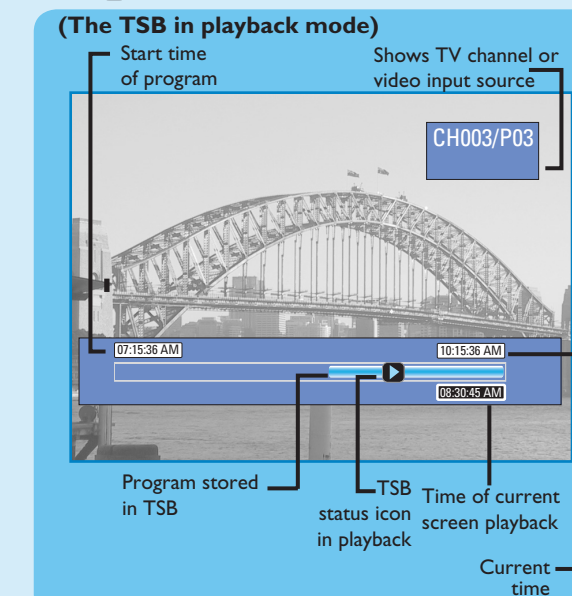 (The TSB in playback mode)
Start time
of program
Shows TV channel or
video input source
CH003/P03
07:15:36 AM
10:15:36 AM
08:30:45 AM
Program stored
in TSB
TSB
status icon
in playback
Time of current
screen playback
Current
time